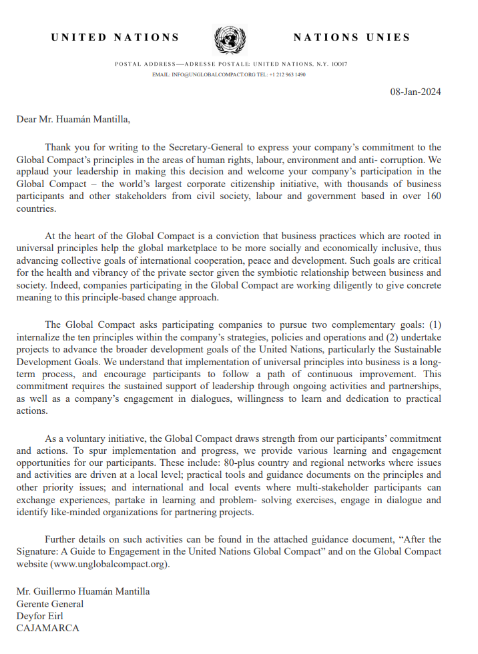 UNITED NATIONS NATIONS UNIES
POSTAL ADDRESS—ADRESSE POSTALE: UNITED NATIONS, N.Y. 10017
EMAIL: INFO@UNGLOBALCOMPACT.ORG TEL: +1 212 963 1490
08-Jan-2024
Dear Mr. Huamán Mantilla,
Thank you for writing to the Secretary-General to express your company's commitment to the
Global Compact's principles in the areas of human rights, labour, environment and anti- corruption. We
applaud your leadership in making this decision and welcome your company's participation in the
Global Compact – the world's largest corporate citizenship initiative, with thousands of business
participants and other stakeholders from civil society, labour and government based in over 160
countries.
At the heart of the Global Compact is a conviction that business practices which are rooted in
universal principles help the global marketplace to be more socially and economically inclusive, thus
advancing collective goals of international cooperation, peace and development. Such goals are critical
for the health and vibrancy of the private sector given the symbiotic relationship between business and
society. Indeed, companies participating in the Global Compact are working diligently to give concrete
meaning to this principle-based change approach.
The Global Compact asks participating companies to pursue two complementary goals: (1)
internalize the ten principles within the company's strategies, policies and operations and (2) undertake
projects to advance the broader development goals of the United Nations, particularly the Sustainable
Development Goals. We understand that implementation of universal principles into business is a long-
term process, and encourage participants to follow a path of continuous improvement. This
commitment requires the sustained support of leadership through ongoing activities and partnerships,
as well as a company's engagement in dialogues, willingness to learn and dedication to practical
actions.
As a voluntary initiative, the Global Compact draws strength from our participants' commitment
and actions. To spur implementation and progress, we provide various learning and engagement
opportunities for our participants. These include: 80-plus country and regional networks where issues
and activities are driven at a local level; practical tools and guidance documents on the principles and
other priority issues; and international and local events where multi-stakeholder participants can
exchange experiences, partake in learning and problem- solving exercises, engage in dialogue and
identify like-minded organizations for partnering projects.
Further details on such activities can be found in the attached guidance document, “After the
Signature: A Guide to Engagement in the United Nations Global Compact” and on the Global Compact
website (www.unglobalcompact.org).
Mr. Guillermo Huamán Mantilla
Gerente General
Deyfor Eirl
CAJAMARCA